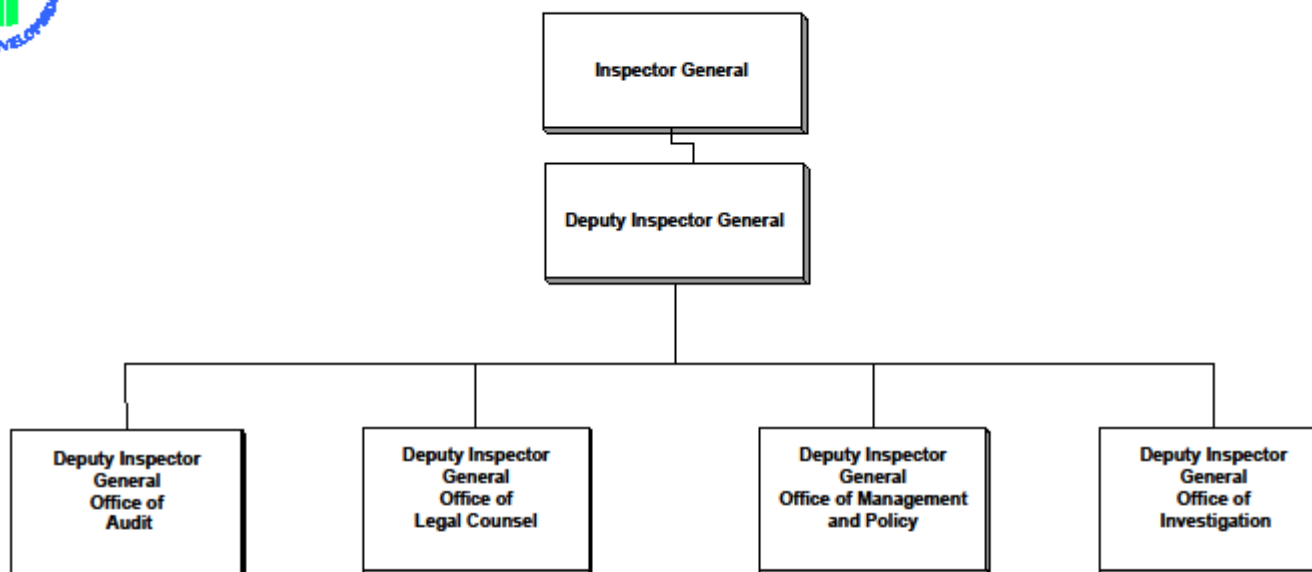 Inspector General
Deputy Inspector General
Deputy Inspector
General
Office of
Audit
Deputy Inspector
General
Office of
Legal Counsel
Deputy Inspector
General
Office of Management
and Policy
Deputy Inspector
General
Office of
Investigation